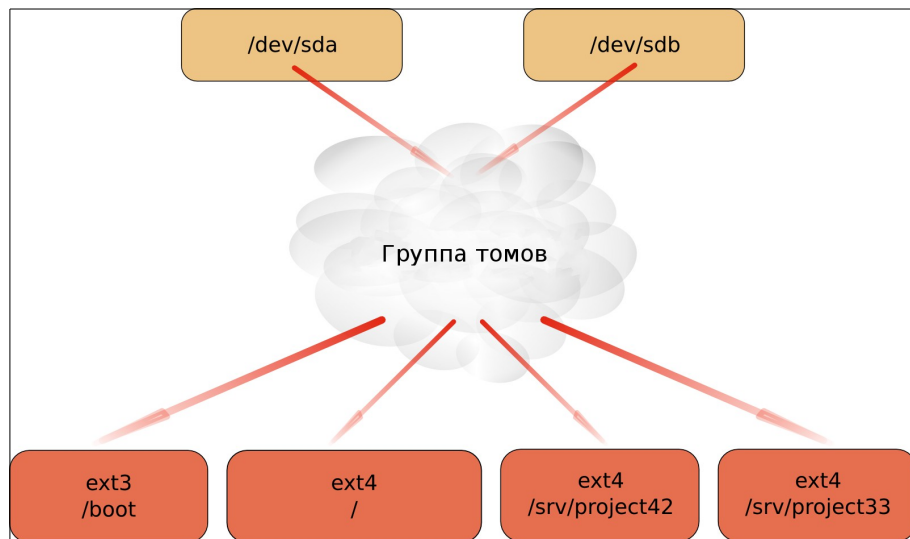 /dev/sda
/dev/sdb
Группа томов
ext3
/boot
ext4
/
ext4
/srv/project42
ext4
/srv/project33